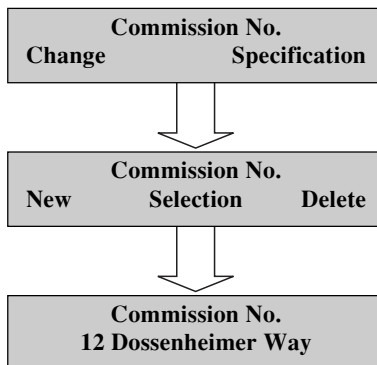 Commission No.
Change Specification
Commission No.
New Selection Delete
Commission No.
12 Dossenheimer Way